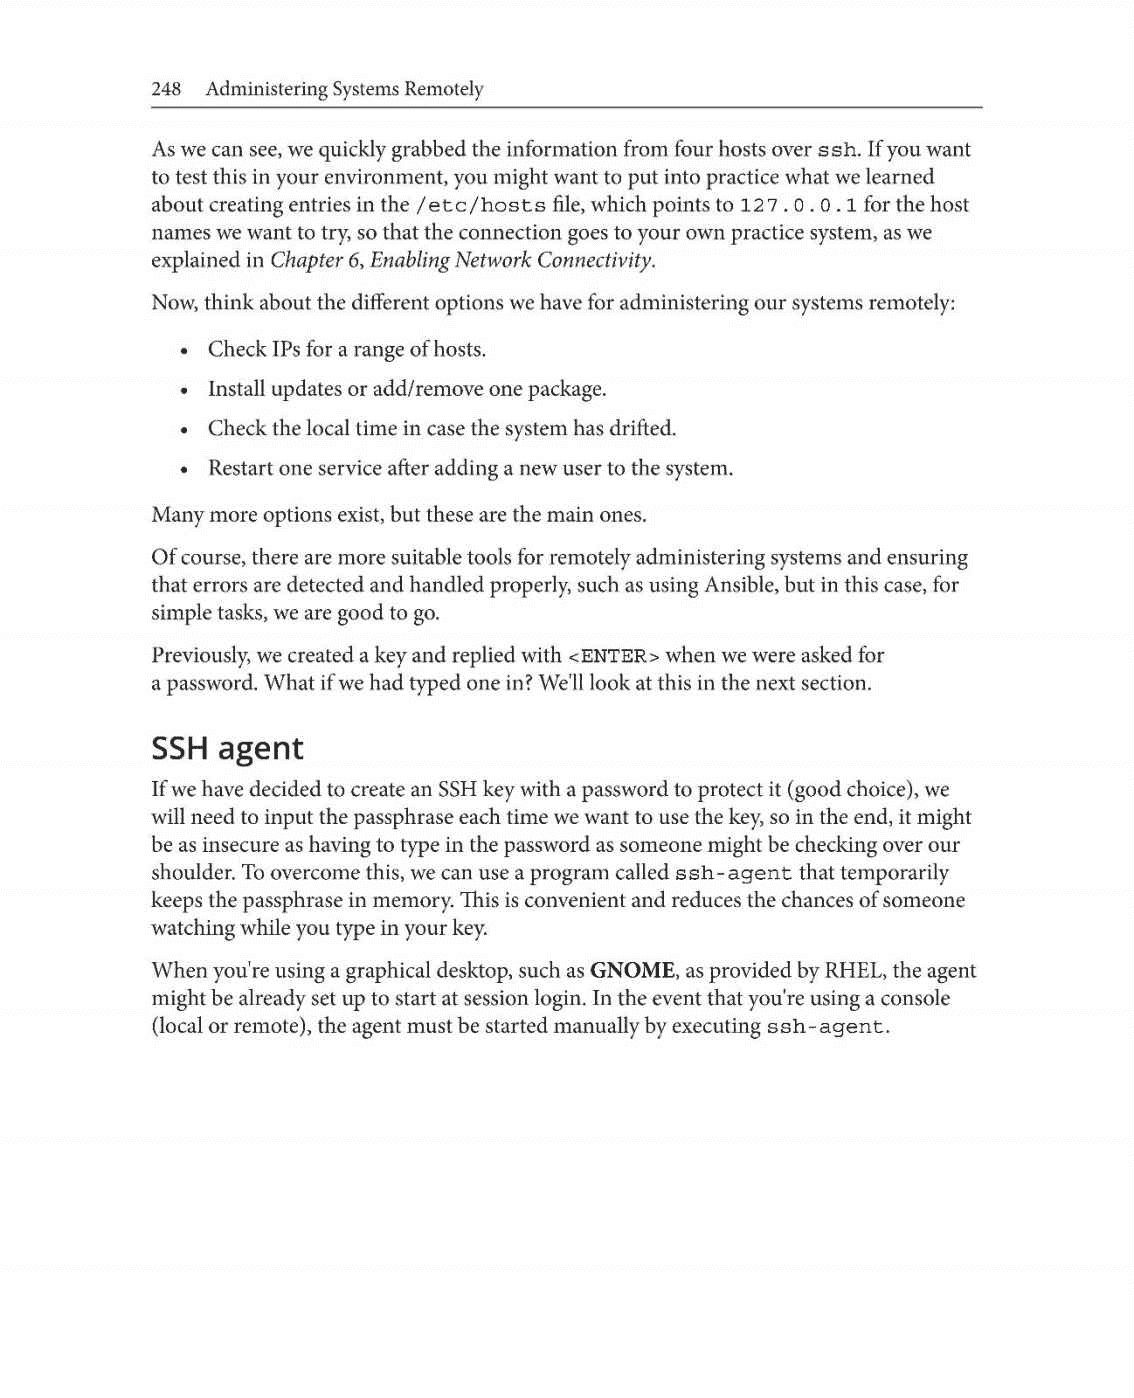 248 Administering Systems Remotely
As we can see, we quickly grabbed the information from four hosts over ssh. If you want
to test this in your environment, you might want to put into practice what we learned
about creating entries in the /etc/hosts file, which points to 127.0.0.1 for the host
names we want to try, so that the connection goes to your own practice system, as we
explained in Chapter 6, Enabling Network Connectivity.
Now, think about the different options we have for administering our systems remotely:
• Check IPs for a range of hosts.
• Install updates or add/remove one package.
• Check the local time in case the system has drifted.
• Restart one service after adding a new user to the system.
Many more options exist, but these are the main ones.
Of course, there are more suitable tools for remotely administering systems and ensuring
that errors are detected and handled properly, such as using Ansible, but in this case, for
simple tasks, we are good to go.
Previously, we created a key and replied with <ENTER> when we were asked for
a password. What if we had typed one in? We'll look at this in the next section.
SSH agent
If we have decided to create an SSH key with a password to protect it (good choice), we
will need to input the passphrase each time we want to use the key, so in the end, it might
be as insecure as having to type in the password as someone might be checking over our
shoulder. To overcome this, we can use a program called ssh-agent that temporarily
keeps the passphrase in memory. This is convenient and reduces the chances of someone
watching while you type in your key.
When you're using a graphical desktop, such as GNOME, as provided by RHEL, the agent
might be already set up to start at session login. In the event that you're using a console
(local or remote), the agent must be started manually by executing ssh-agent.